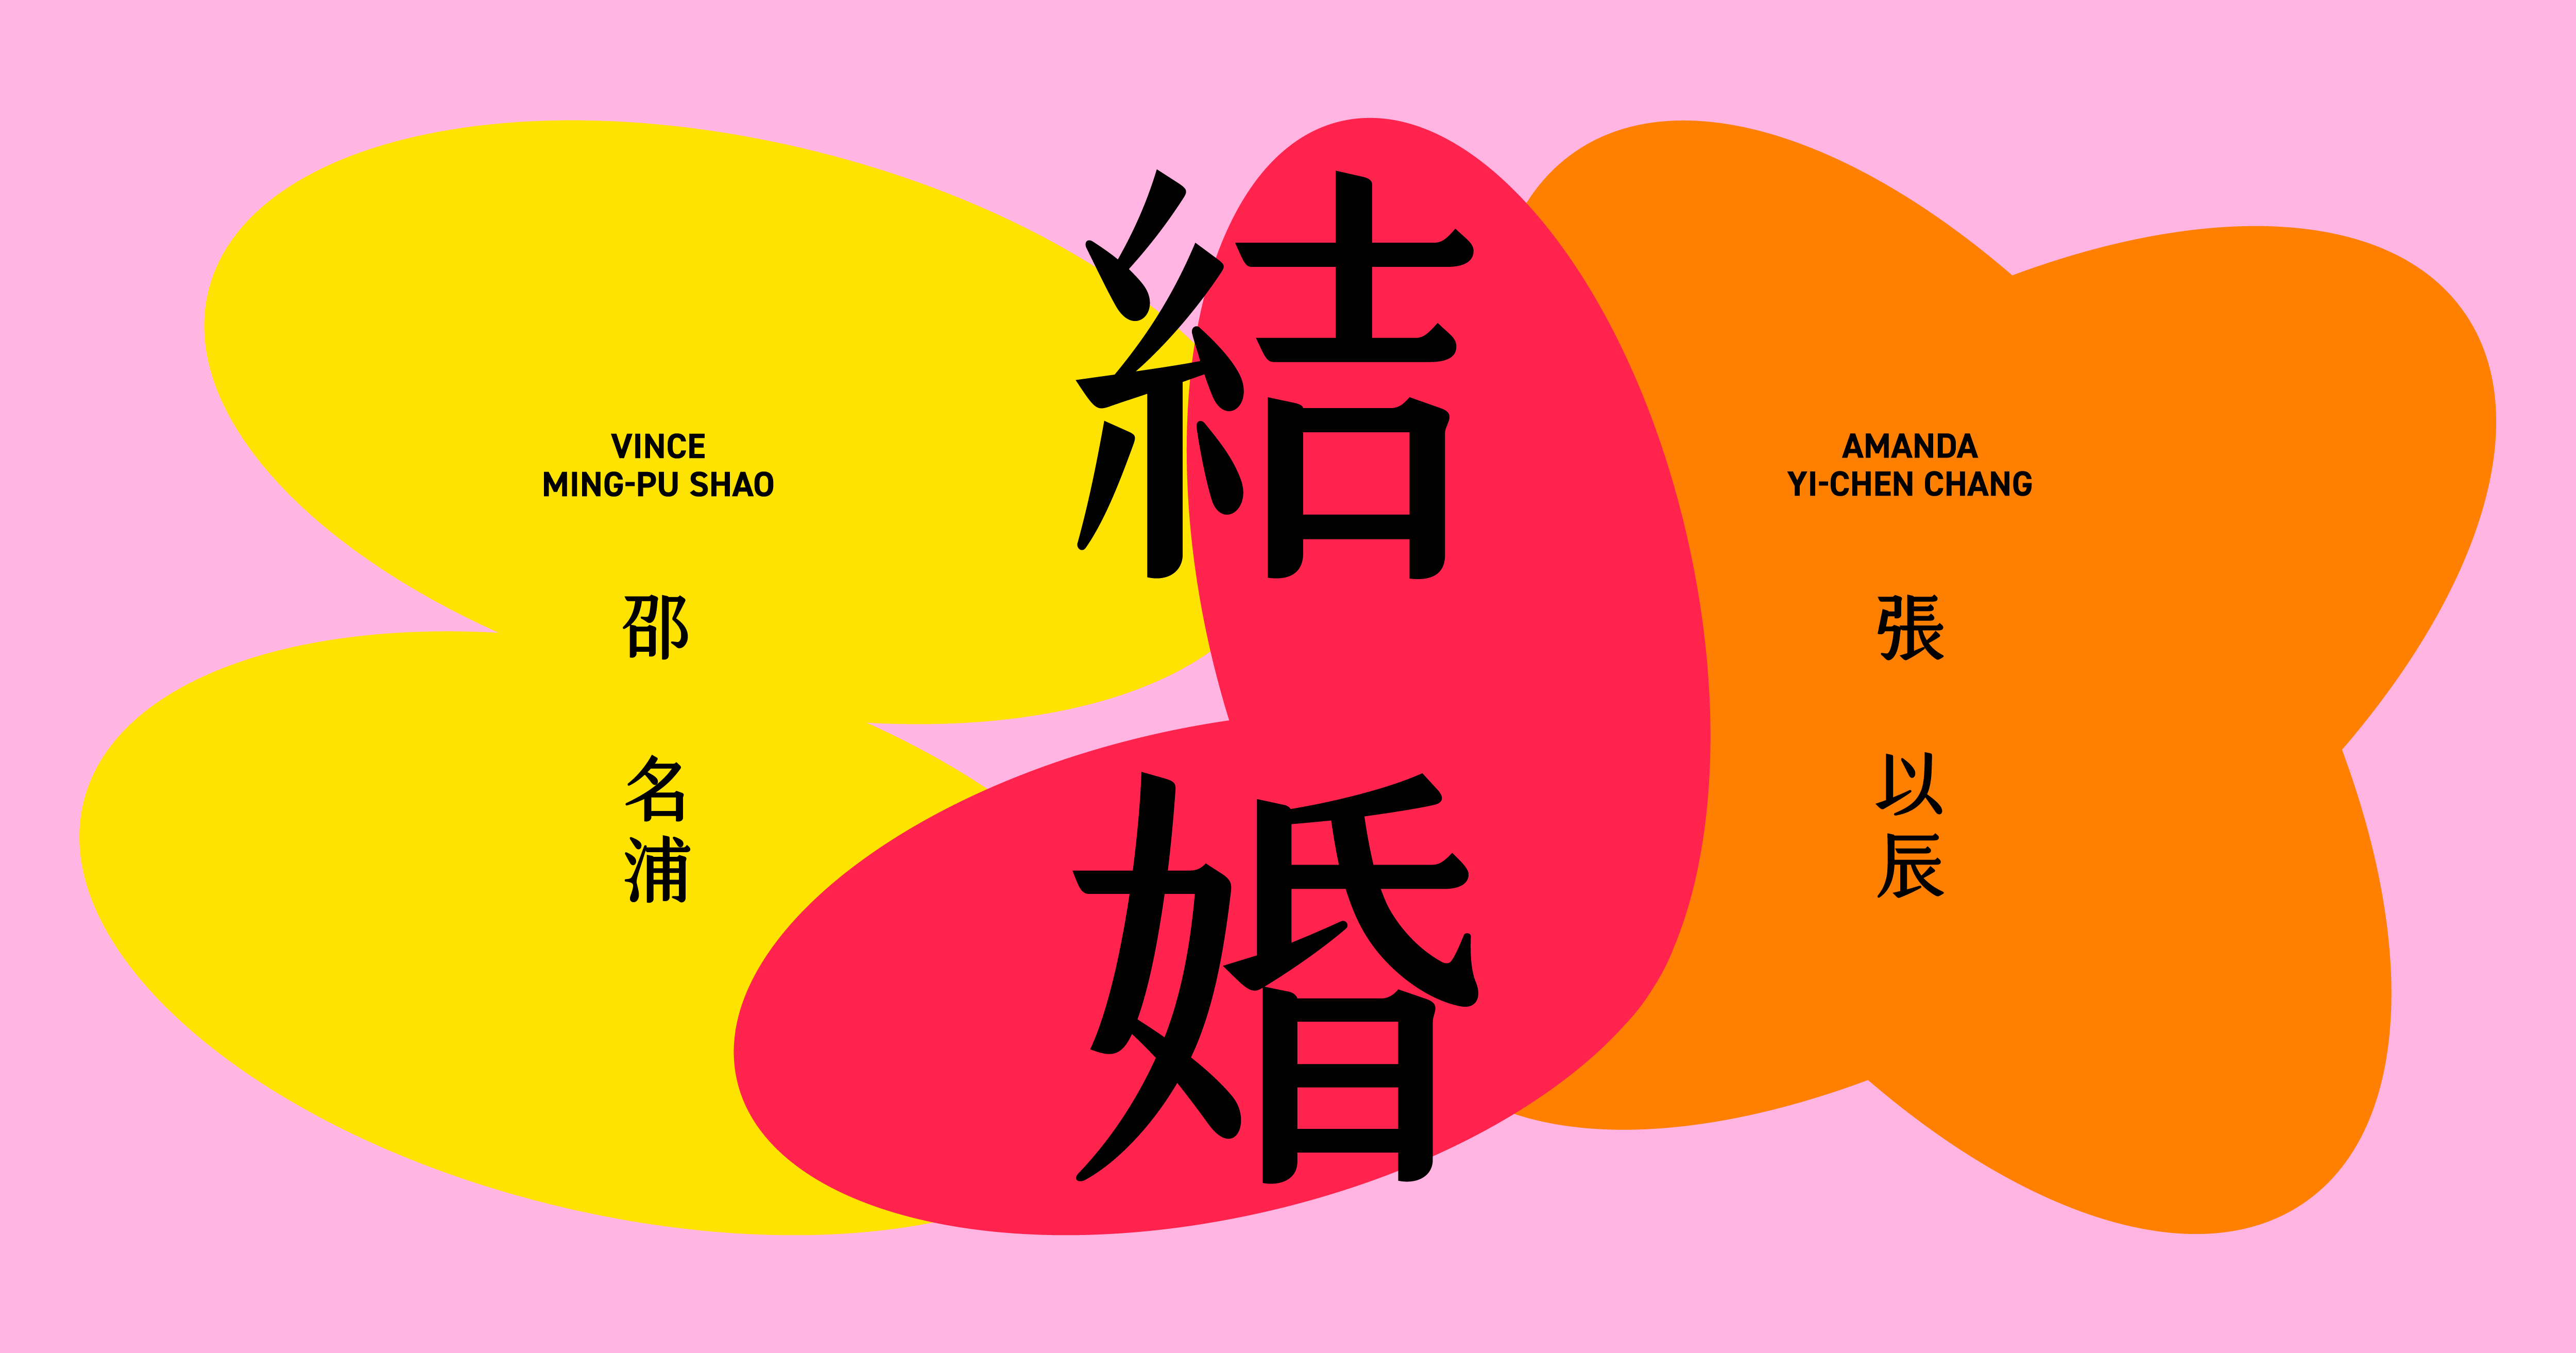 VINCE
MING-PU SHAO
邵
名浦
結婚
AMANDA
YI-CHEN CHANG
張
以辰